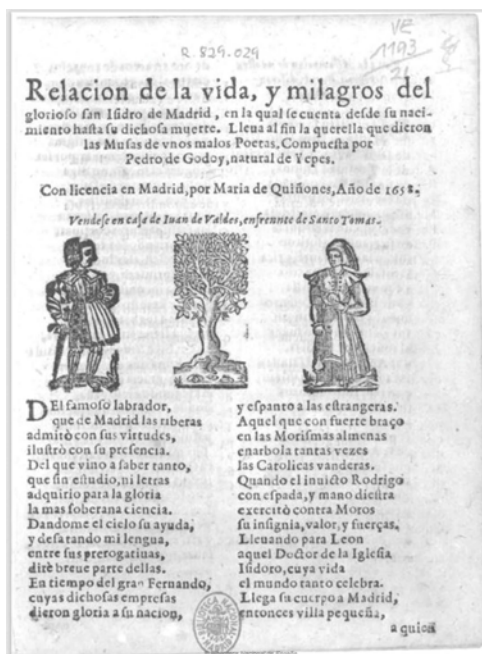 R. 829.029
VE
1193
21
Relacion de la vida, y milagros del
glorioso san Isidro de Madrid, en la qual se cuenta desde su naci-
miento hasta su dichosa muerte. Lleua al fin la querella que dieron
las Musas de vnos malos Poetas. Compuesta por
Pedro de Godoy, natural de Yepes.
Con licencia en Madrid, por Maria de Quiñones, Año de 1658.
Vendese en casa de Iuan de Valdes, enfrente de Santo Tomas.
DEl famoso labrador,
que de Madrid las riberas
admirò con sus virtudes,
ilustrò con su presencia.
Del que vino a saber tanto,
que sin estudio, ni letras
adquirio para la gloria
la mas soberana ciencia.
Dandome el cielo su ayuda,
y desatando mi lengua,
entre sus prerogatiuas,
dirè breue parte dellas.
En tiempo del gran Fernando,
cuyas dichosas empresas
dieron gloria a su nacion,
y espanto a las estrangeras.
Aquel que con fuerte braço
en las Morismas almenas
enarbola tantas vezes
las Catolicas vanderas.
Quando el inuicto Rodrigo
con espada, y mano diestra
exercitò contra Moros
su insignia, valor, y fuerças.
Lleuando para Leon
aquel Doctor de la Iglesia
Isidoro, cuya vida
el mundo tanto celebra.
Llega su cuerpo a Madrid,
entonces villa pequeña,
a quien